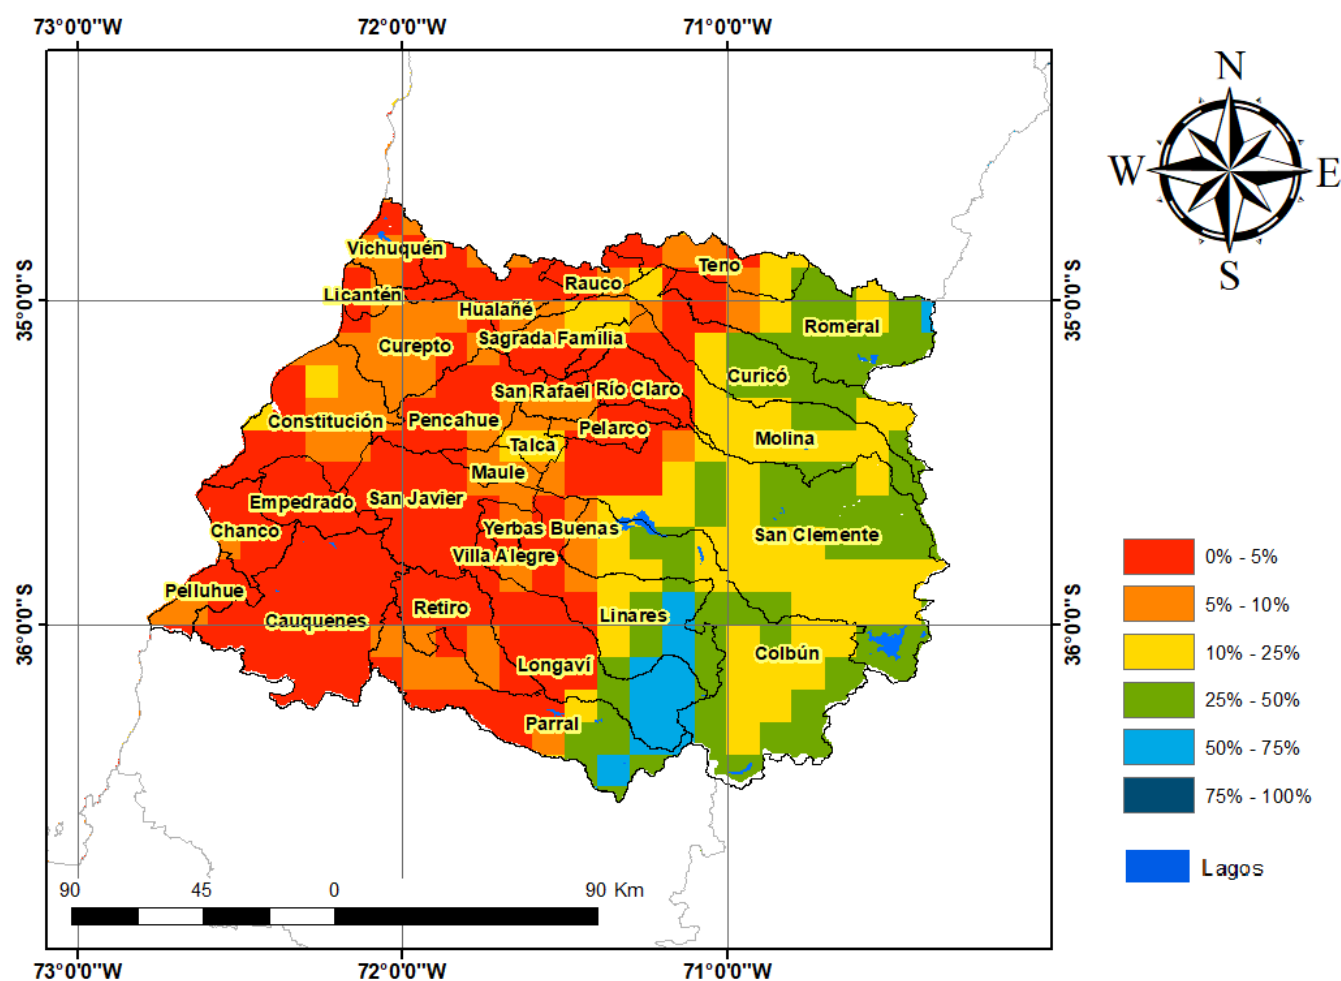 73°0'0"W
72°0'0"W
71°0'0"W
N
W
E
S
35°0'0"S
35°0'0"S
36°0'0"S
36°0'0"S
Vichuquén
Teno
Licantén
Rauco
Hualañé
Romeral
Sagrada Familia
Curepto
Curicó
San Rafael
Río Claro
Constitución
Pencahue
Pelarco
Talca
Molina
Maule
Empedrado
San Javier
Chanco
Yerbas Buenas
San Clemente
Villa Alegre
Pelluhue
Retiro
Linares
Cauquenes
Colbún
Longaví
Parral
0% - 5%
5% - 10%
10% - 25%
25% - 50%
50% - 75%
75% - 100%
Lagos
90
45
0
90 Km
73°0'0"W
72°0'0"W
71°0'0"W